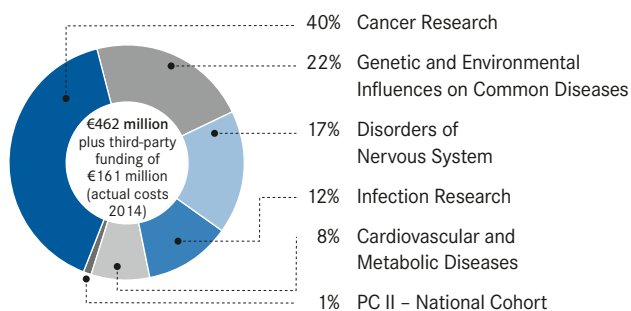 40% Cancer Research
22% Genetic and Environmental
Influences on Common Diseases
17% Disorders of
Nervous System
12% Infection Research
8% Cardiovascular and
Metabolic Diseases
1% PC II – National Cohort
€462 million
plus third-party
funding of
€161 million
(actual costs
2014)